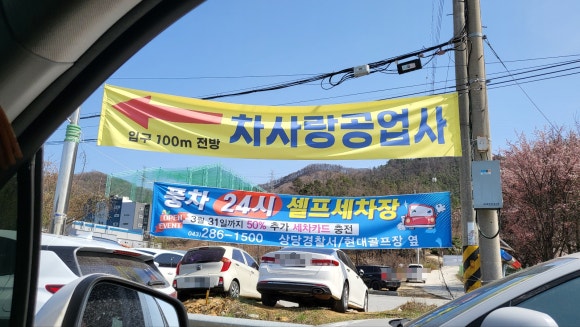 차사랑공업사
입구 100m 전방
풍차 24시 셀프세차장
OPEN
EVENT
3월 31일까지 50% 추가 세차카드 충전
(043) 286-1500 상당경찰서/현대골프장 옆